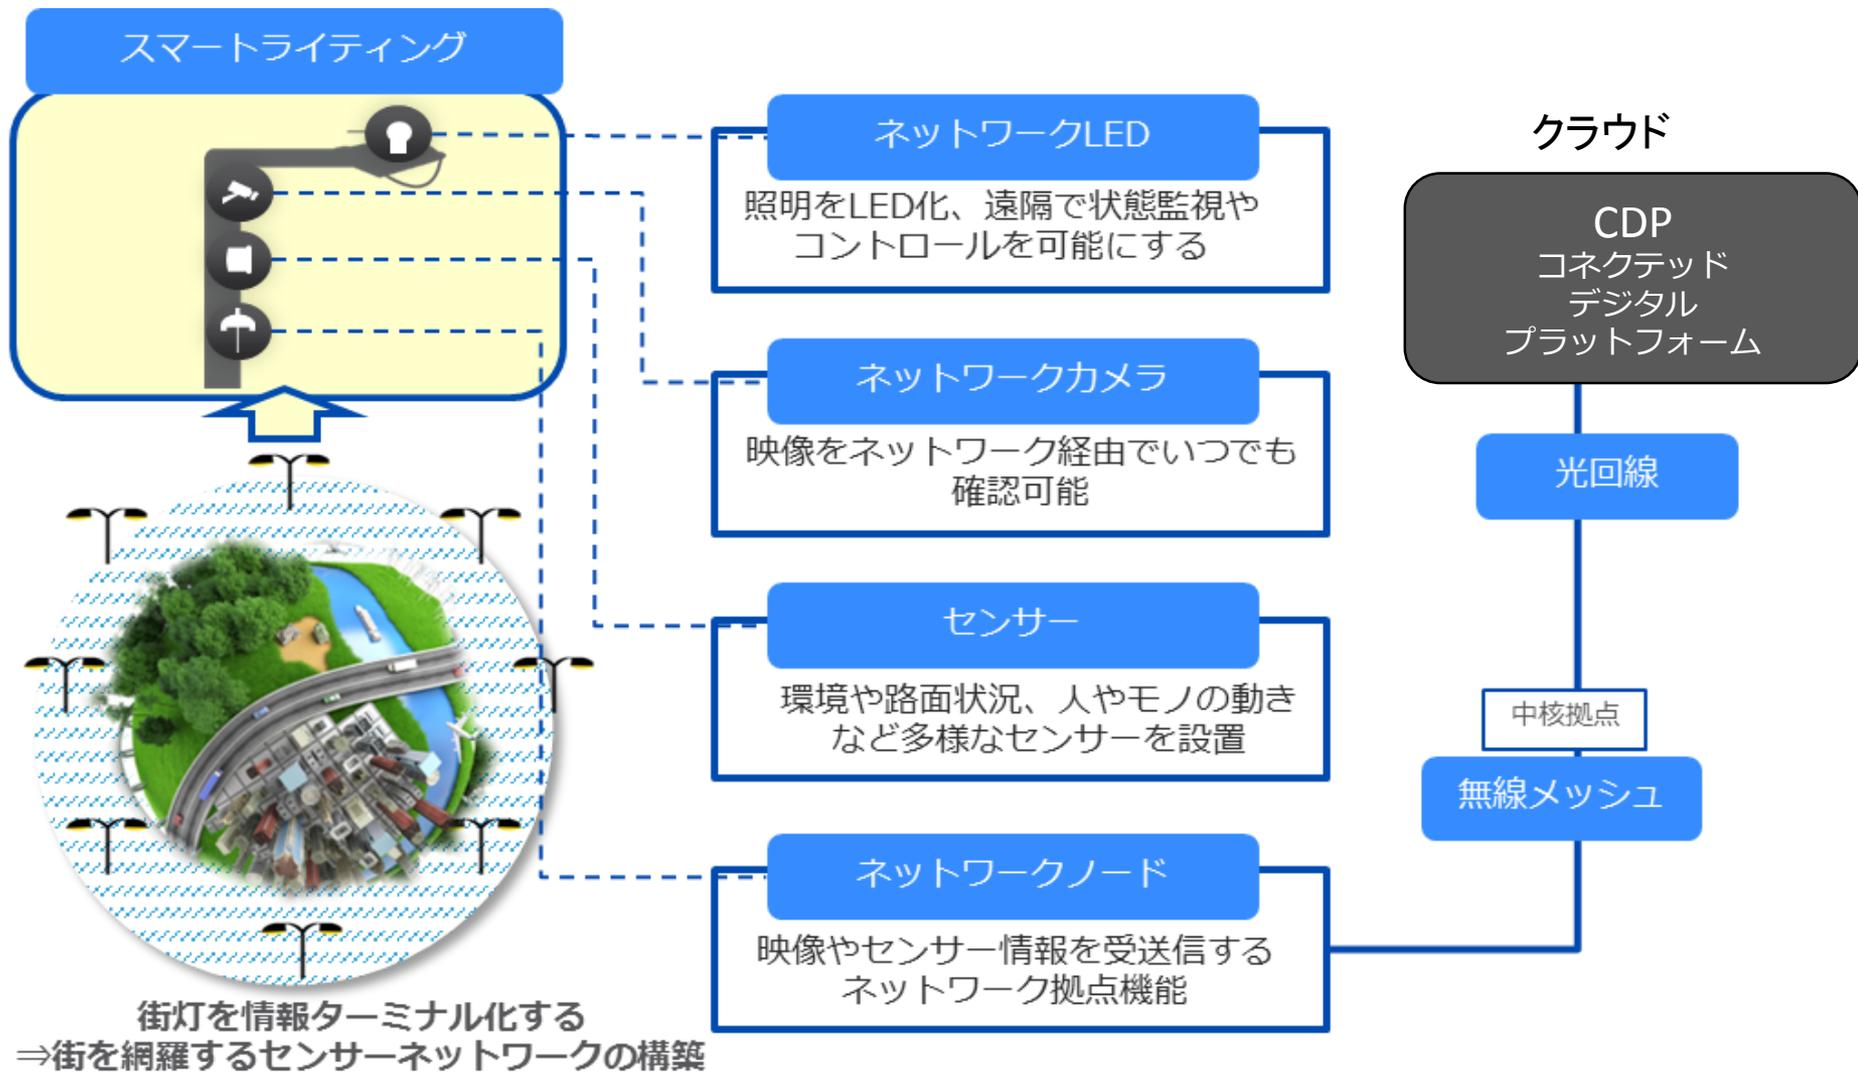 スマートライティング
ネットワークLED
照明をLED化、遠隔で状態監視や
コントロールを可能にする
ネットワークカメラ
映像をネットワーク経由でいつでも
確認可能
センサー
環境や路面状況、人やモノの動き
など多様なセンサーを設置
ネットワークノード
映像やセンサー情報を受送信する
ネットワーク拠点機能
クラウド
CDP
コネクテッド
デジタル
プラットフォーム
光回線
中核拠点
無線メッシュ
街灯を情報ターミナル化する
⇒街を網羅するセンサーネットワークの構築